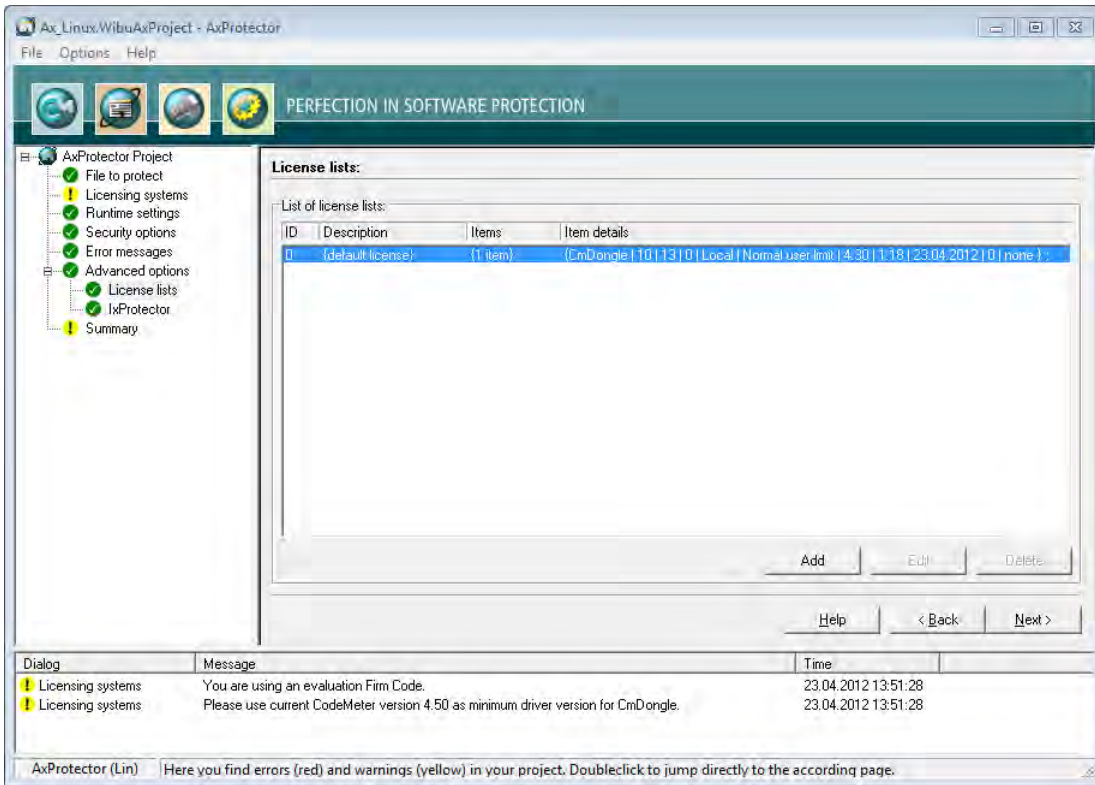 Ax_Linux.WibuAxProject - AxProtector
File Options Help
PERFECTION IN SOFTWARE PROTECTION
AxProtector Project
File to protect
Licensing systems
Runtime settings
Security options
Error messages
Advanced options
License lists
IxProtector
Summary
License lists:
List of license lists:
ID Description Items Item details
0 (default license) (1 item) (CmDongle | 10 | 13 | 0 | Local | Normal user limit | 4.30 | 1.18 | 23.04.2012 | 0 | none ) ;
Add Edit Delete
Help < Back Next >
Dialog Message Time
Licensing systems You are using an evaluation Firm Code. 23.04.2012 13:51:28
Licensing systems Please use current CodeMeter version 4.50 as minimum driver version for CmDongle. 23.04.2012 13:51:28
AxProtector (Lin) Here you find errors (red) and warnings (yellow) in your project. Doubleclick to jump directly to the according page.